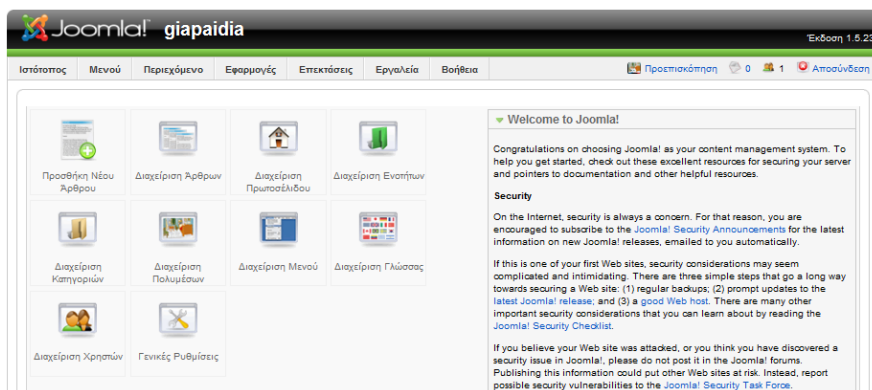 Joomla! giapaidia
Έκδοση 1.5.23
Ιστότοπος Μενού Περιεχόμενο Εφαρμογές Επεκτάσεις Εργαλεία Βοήθεια Προεπισκόπηση 0 1 Αποσύνδεση
Προσθήκη Νέου
Άρθρου
Διαχείριση Άρθρων
Διαχείριση
Πρωτοσέλιδου
Διαχείριση Ενοτήτων
Διαχείριση
Κατηγοριών
Διαχείριση
Πολυμέσων
Διαχείριση Μενού
Διαχείριση Γλώσσας
Διαχείριση Χρηστών
Γενικές Ρυθμίσεις
Welcome to Joomla!
Congratulations on choosing Joomla! as your content management system. To
help you get started, check out these excellent resources for securing your server
and pointers to documentation and other helpful resources.
Security
On the Internet, security is always a concern. For that reason, you are
encouraged to subscribe to the Joomla! Security Announcements for the latest
information on new Joomla! releases, emailed to you automatically.
If this is one of your first Web sites, security considerations may seem
complicated and intimidating. There are three simple steps that go a long way
towards securing a Web site: (1) regular backups; (2) prompt updates to the
latest Joomla! release; and (3) a good Web host. There are many other
important security considerations that you can learn about by reading the
Joomla! Security Checklist.
If you believe your Web site was attacked, or you think you have discovered a
security issue in Joomla!, please do not post it in the Joomla! forums.
Publishing this information could put other Web sites at risk. Instead, report
possible security vulnerabilities to the Joomla! Security Task Force.